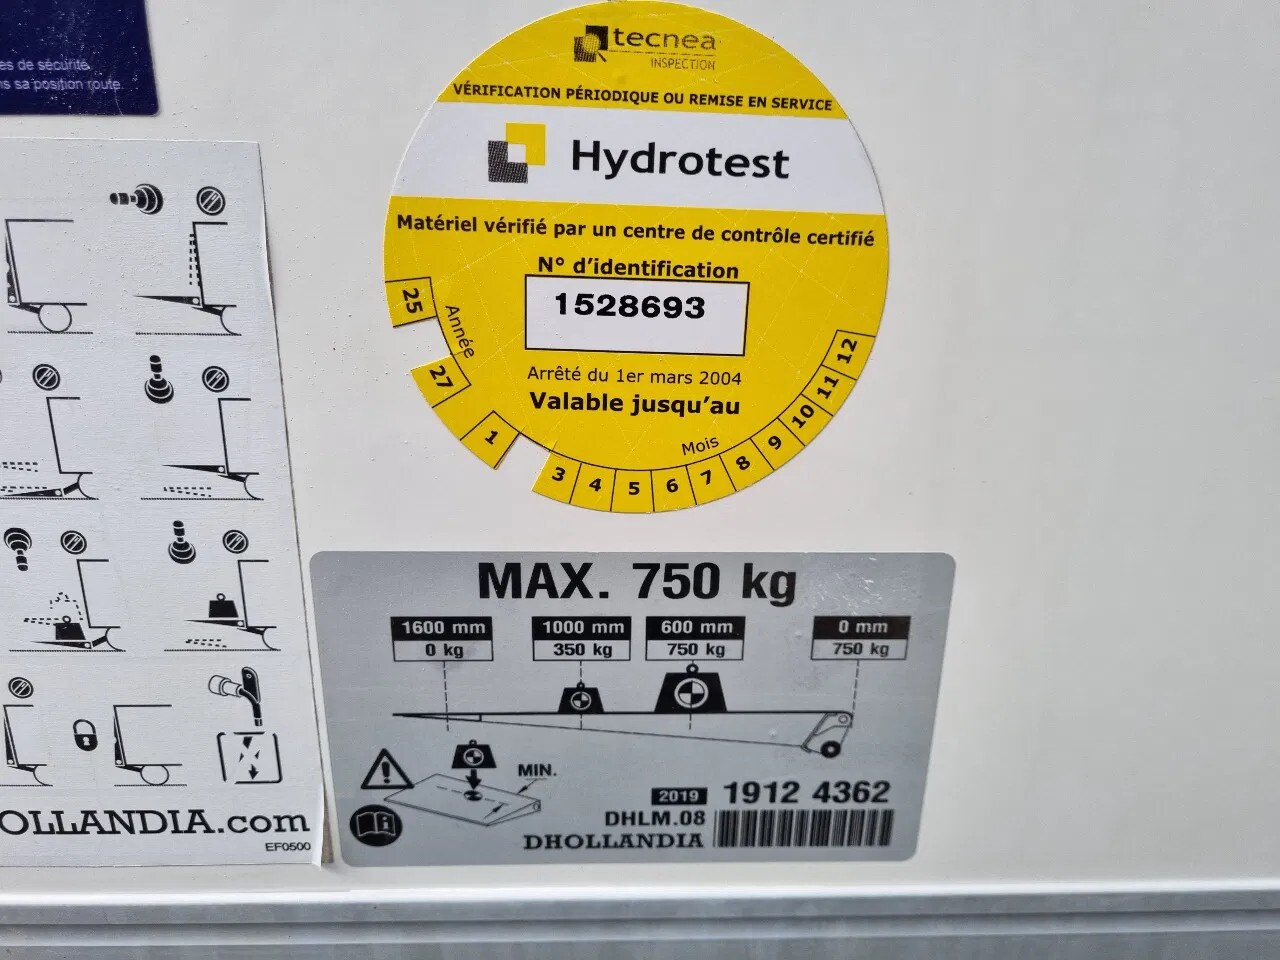 es de sécurité
ns sa position route.
tecnea
INSPECTION
VÉRIFICATION PÉRIODIQUE OU REMISE EN SERVICE
Hydrotest
Matériel vérifié par un centre de contrôle certifié
N° d'identification
1528693
Arrêté du 1er mars 2004
Valable jusqu'au
Année
25
27
Mois
1
3
4
5
6
7
8
9
10
11
12
MAX. 750 kg
1600 mm
0 kg
1000 mm
350 kg
600 mm
750 kg
0 mm
750 kg
MIN.
2019 1912 4362
DHLM.08
DHOLLANDIA
OLLANDIA.com
EF0500